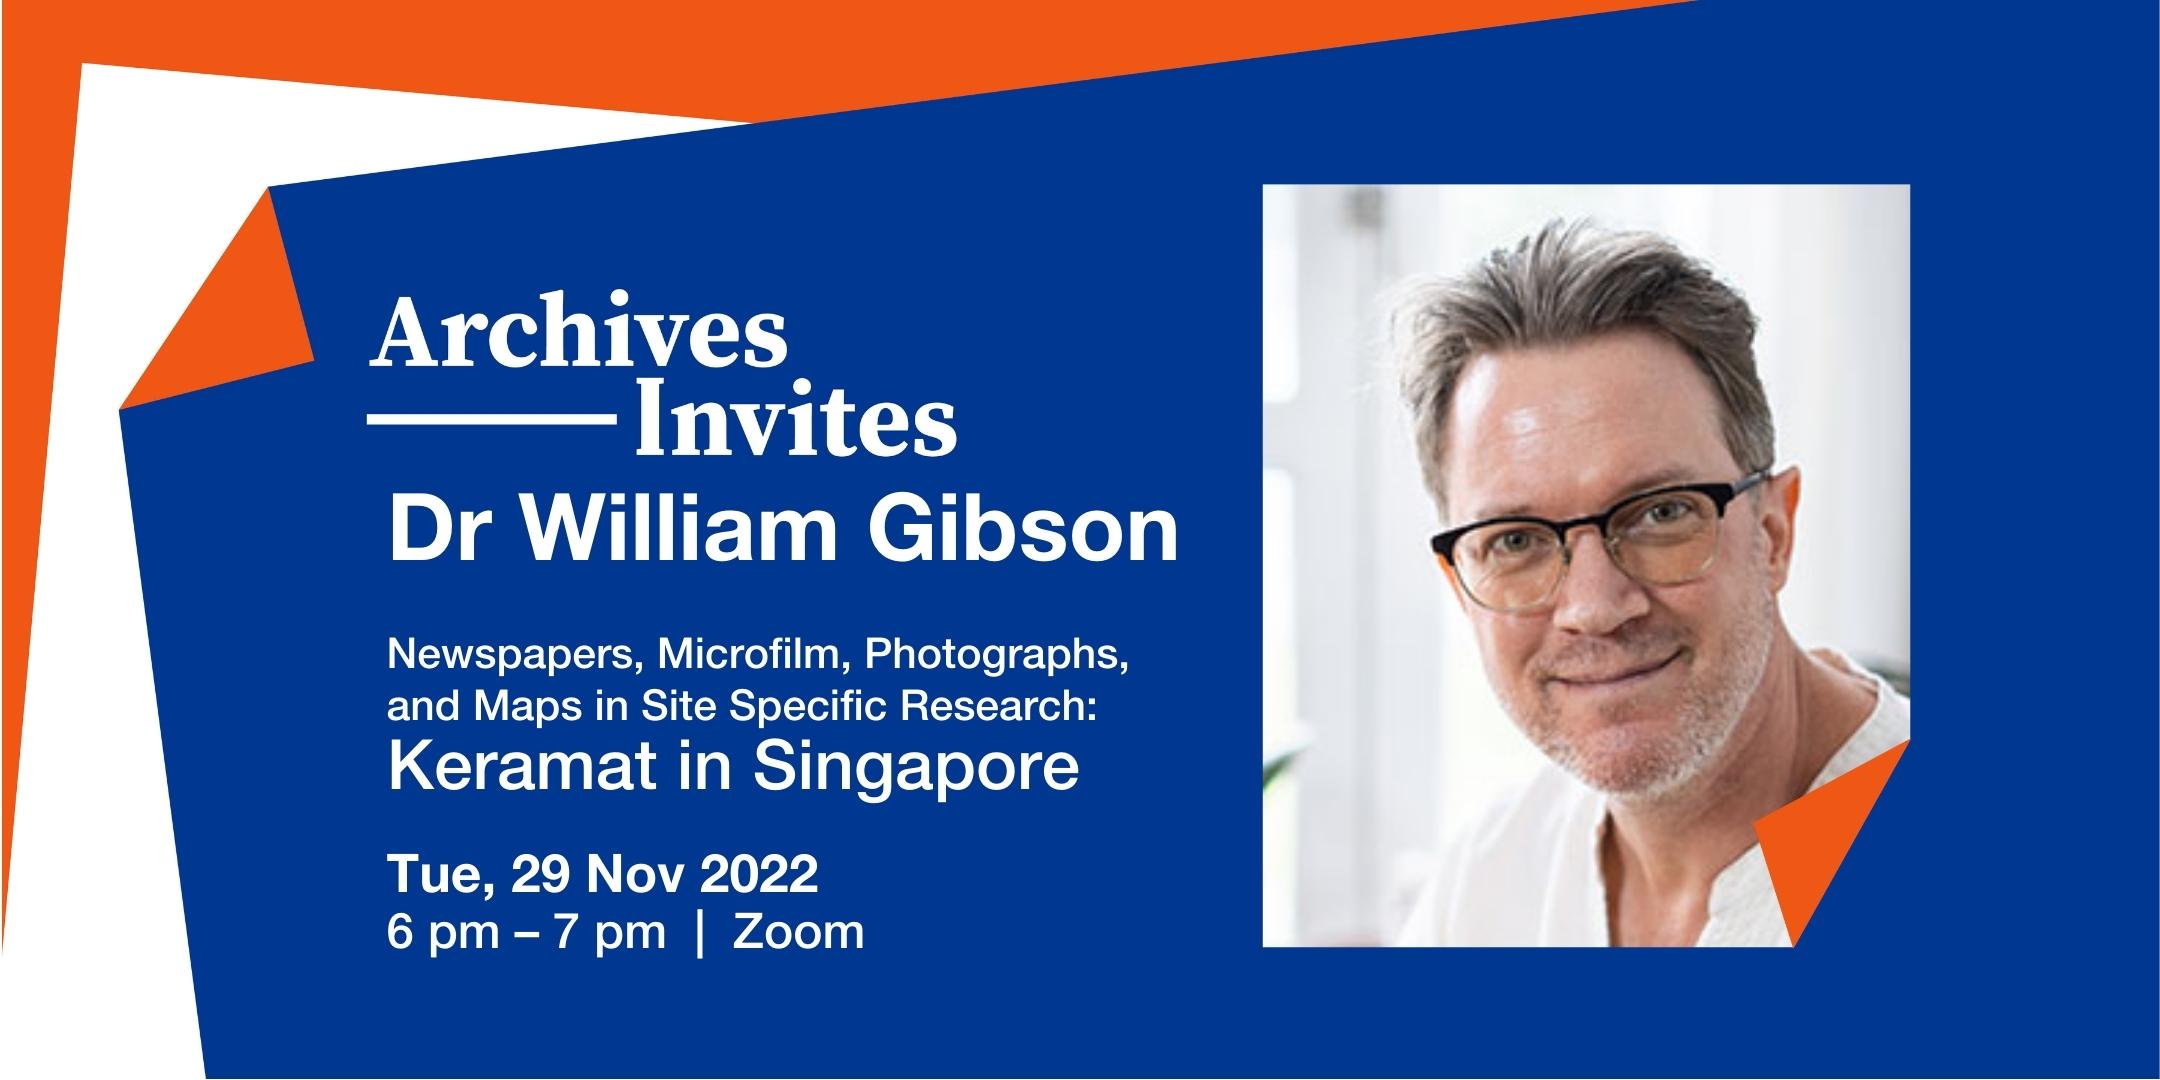 Archives
Invites
Dr William Gibson
Newspapers, Microfilm, Photographs,
and Maps in Site Specific Research:
Keramat in Singapore
Tue, 29 Nov 2022
6 pm – 7 pm | Zoom